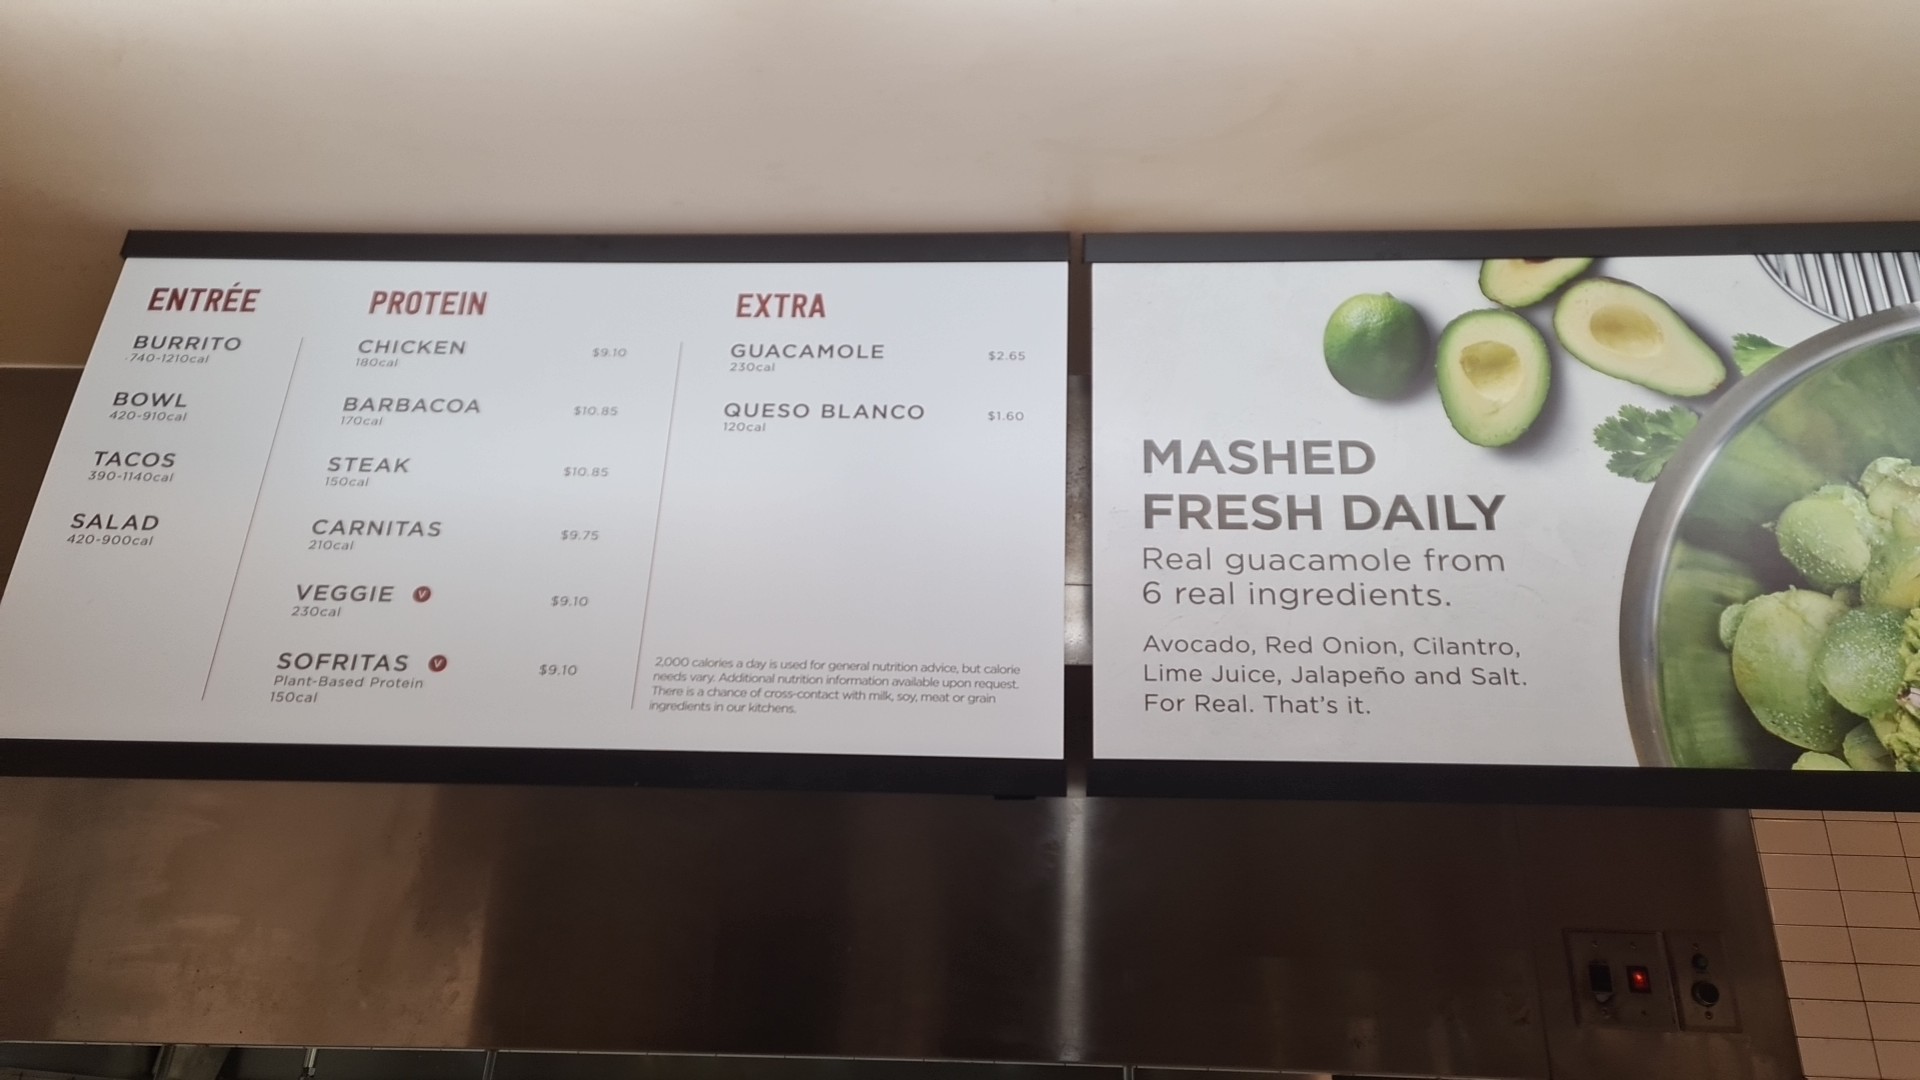 ENTRÉE
BURRITO
740-1210cal
BOWL
420-910cal
TACOS
390-1140cal
SALAD
420-900cal
PROTEIN
CHICKEN $9.10
180cal
BARBACOA $10.85
170cal
STEAK $10.85
150cal
CARNITAS $9.75
210cal
VEGGIE V $9.10
230cal
SOFRITAS V $9.10
Plant-Based Protein
150cal
EXTRA
GUACAMOLE $2.65
230cal
QUESO BLANCO $1.60
120cal
2,000 calories a day is used for general nutrition advice, but calorie
needs vary. Additional nutrition information available upon request.
There is a chance of cross-contact with milk, soy, meat or grain
ingredients in our kitchens.
MASHED
FRESH DAILY
Real guacamole from
6 real ingredients.
Avocado, Red Onion, Cilantro,
Lime Juice, Jalapeño and Salt.
For Real. That's it.